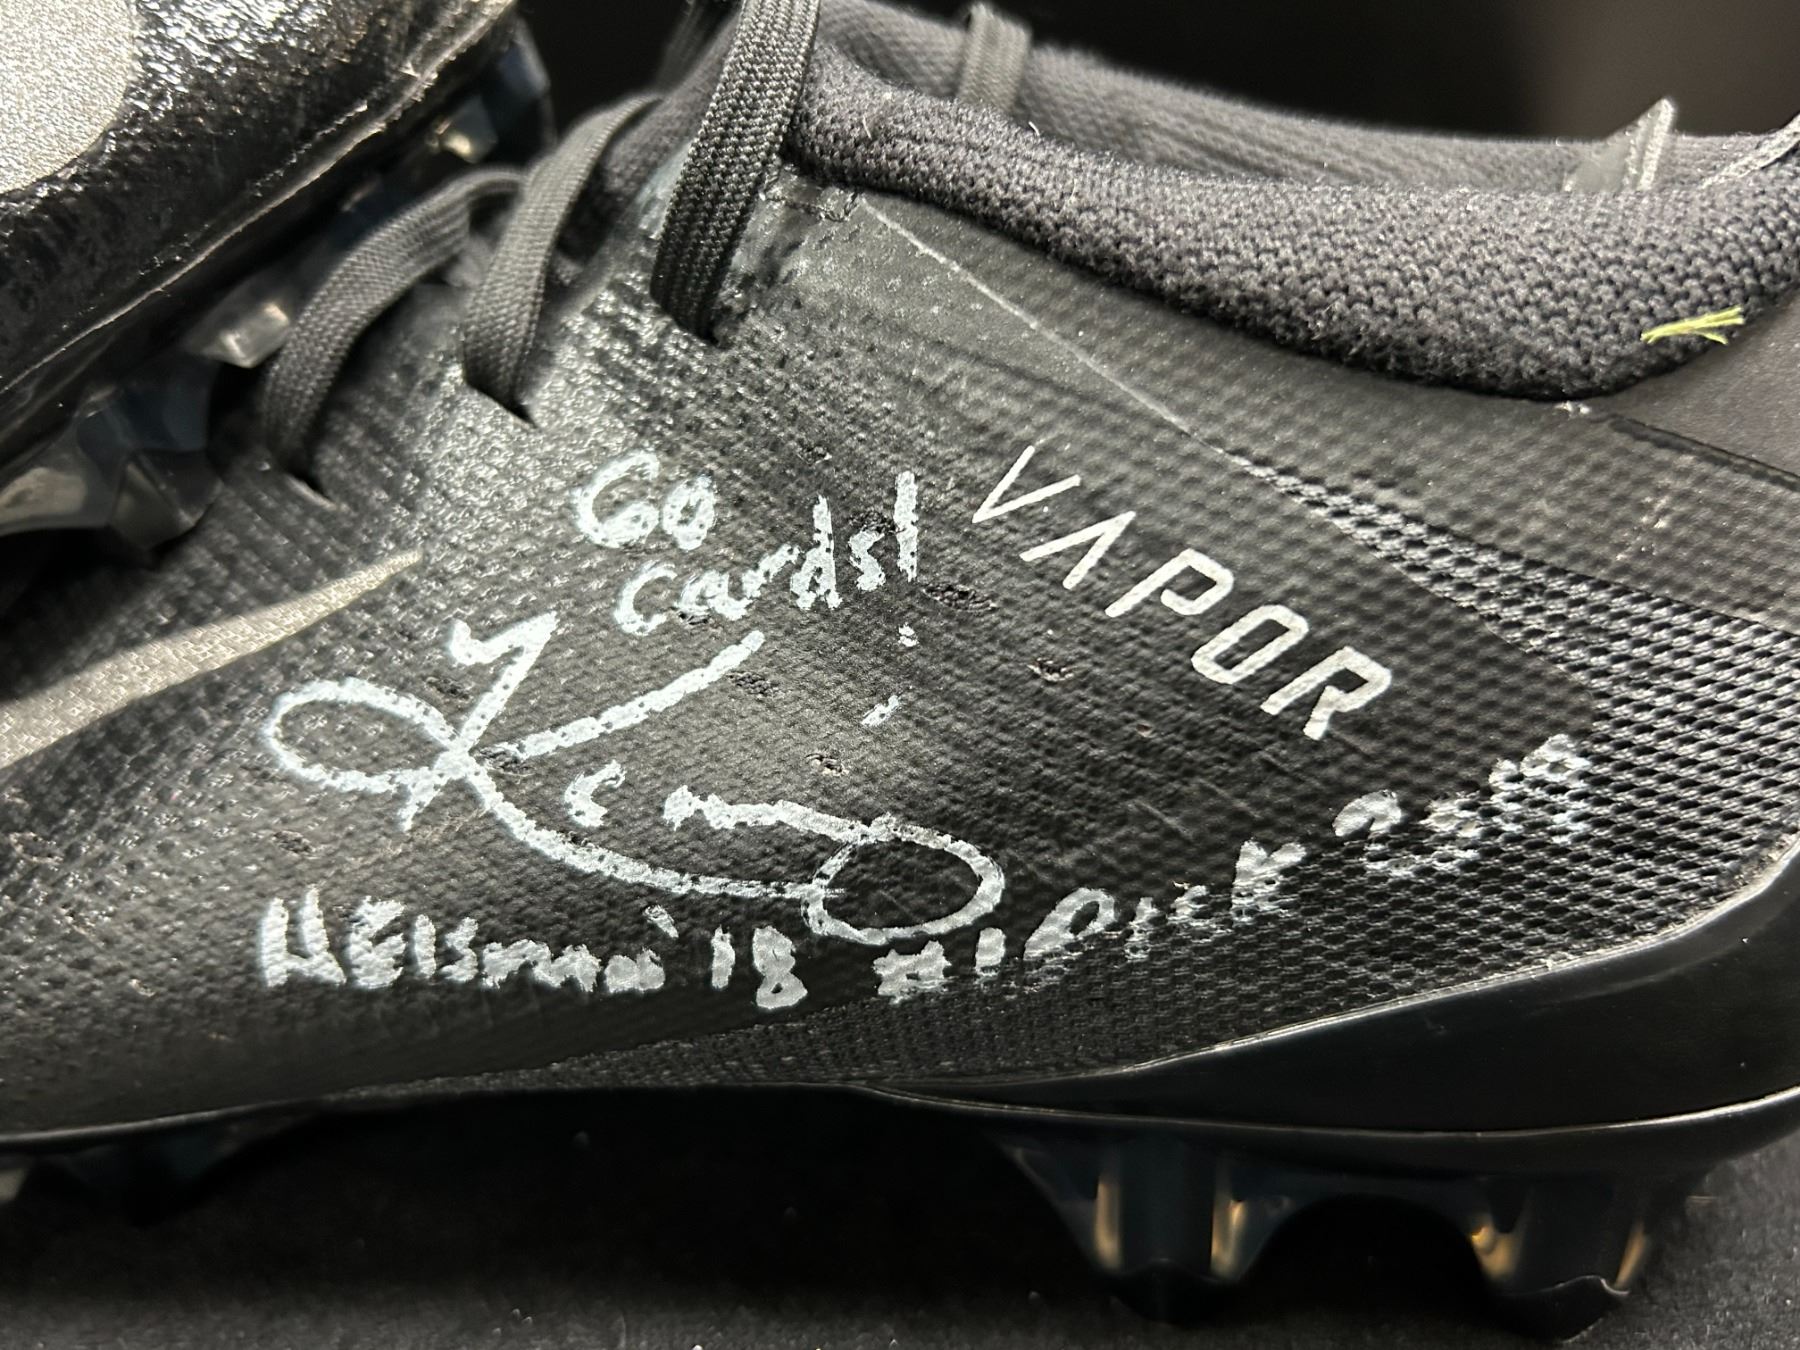 Go
Cards!
VAPOR
K
HEisman '18 #1 Pick 2019